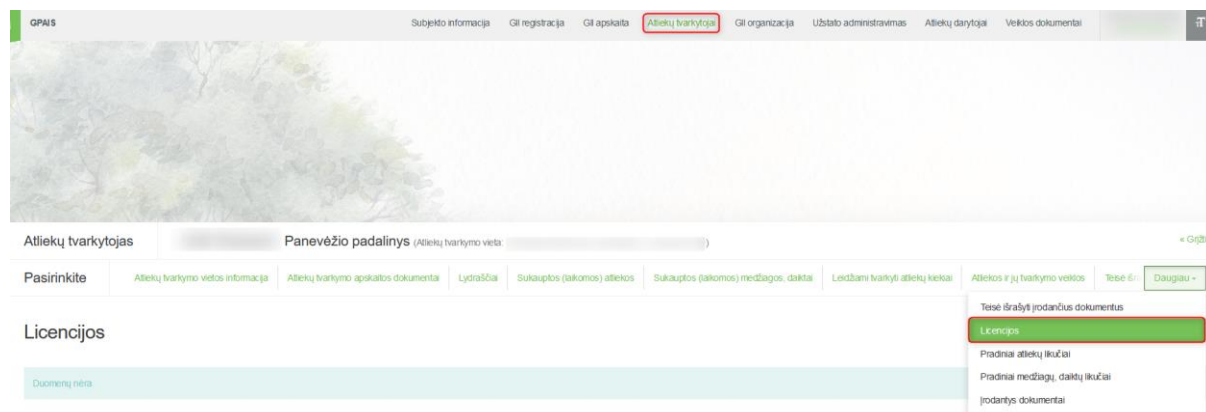 GPAIS Subjekto informacija GII registracija GII apskaita Atliekų tvarkytojai GII organizacija Užstato administravimas Atliekų darytojai Veiklos dokumentai
Atliekų tvarkytojas Panevėžio padalinys (Atliekų tvarkymo vieta: ) « Grįžti
Pasirinkite Atliekų tvarkymo vietos informacija Atliekų tvarkymo apskaitos dokumentai Lydraščiai Sukauptos (laikomos) atliekos Sukauptos (laikomos) medžiagos, daiktai Leidžiami tvarkyti atliekų kiekiai Atliekos ir jų tvarkymo veiklos Teisė iš Daugiau
Teisė išrašyti įrodančius dokumentus
Licencijos
Licencijos
Pradiniai atliekų likučiai
Pradiniai medžiagų, daiktų likučiai
Duomenų nėra
Įrodantys dokumentai